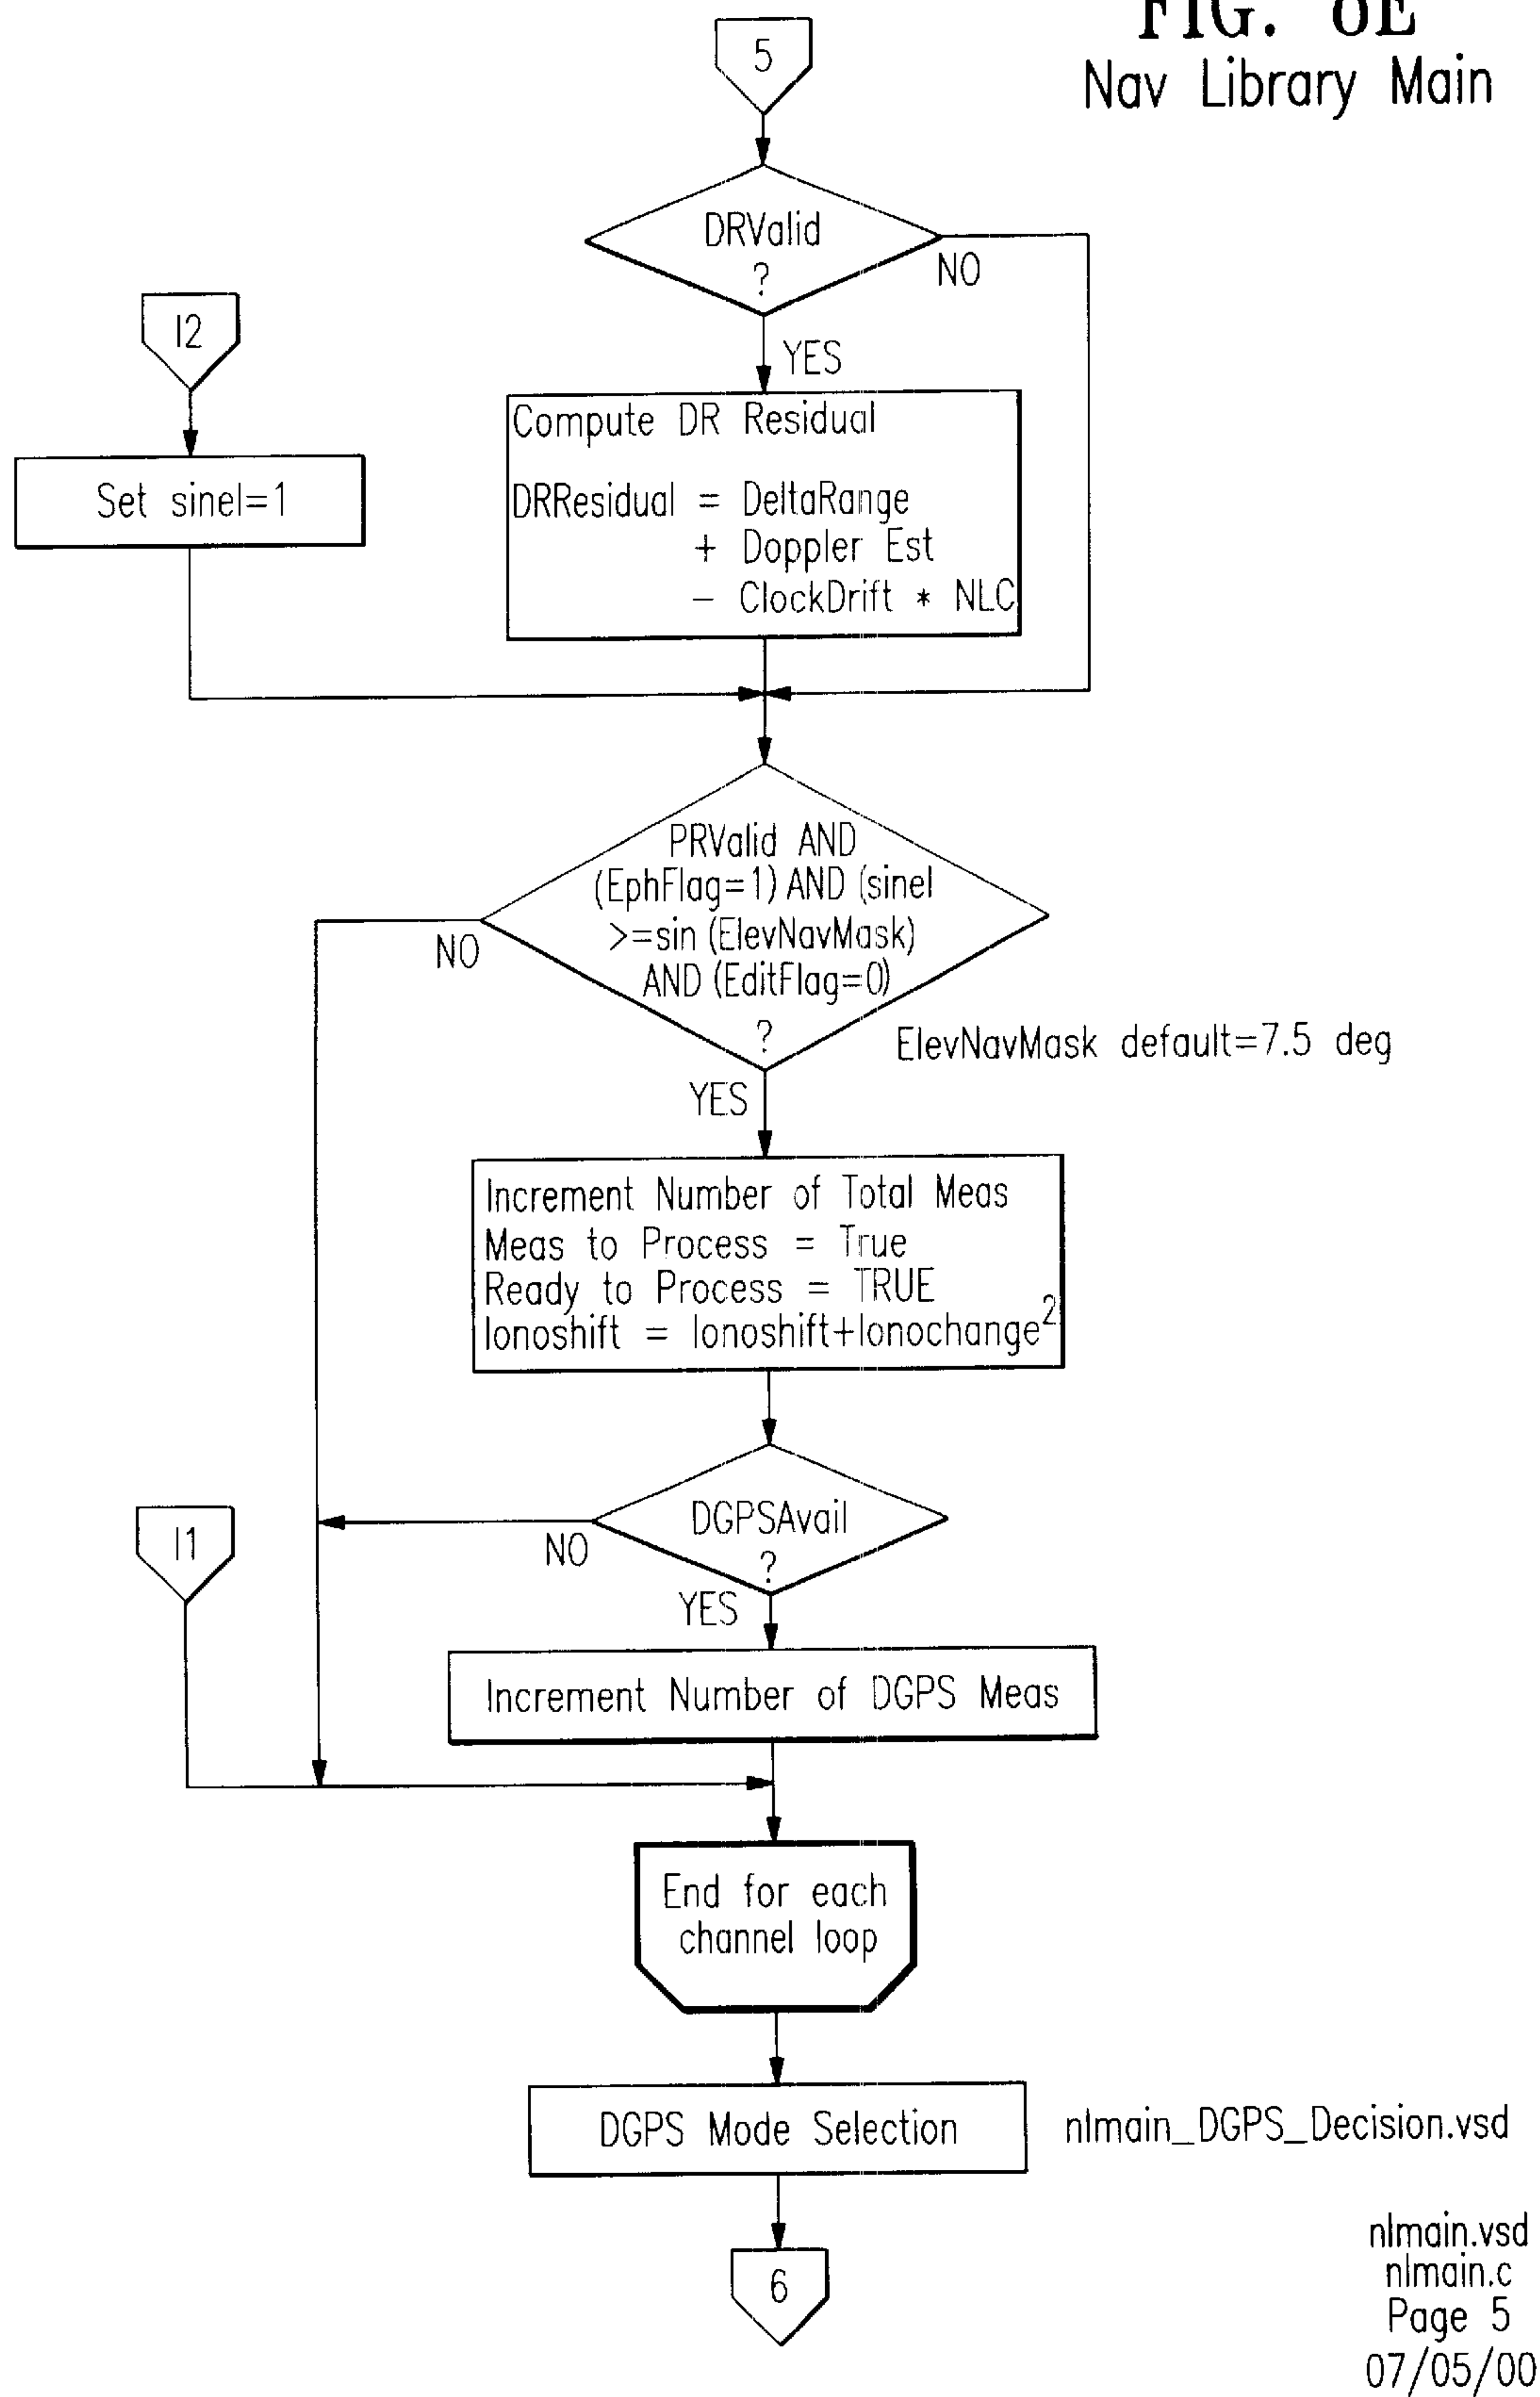 FIG. 8E
Nav Library Main
5
DRValid
?
NO
YES
I2
Set sinel=1
Compute DR Residual
DRResidual = DeltaRange
+ Doppler Est
- ClockDrift * NLC
PRValid AND
(EphFlag=1) AND (sinel
>=sin (ElevNavMask)
AND (EditFlag=0)
?
NO
ElevNavMask default=7.5 deg
YES
Increment Number of Total Meas
Meas to Process = True
Ready to Process = TRUE
Ionoshift = Ionoshift+Ionochange²
DGPSAvail
?
NO
YES
I1
Increment Number of DGPS Meas
End for each
channel loop
DGPS Mode Selection
nlmain_DGPS_Decision.vsd
6
nlmain.vsd
nlmain.c
Page 5
07/05/00